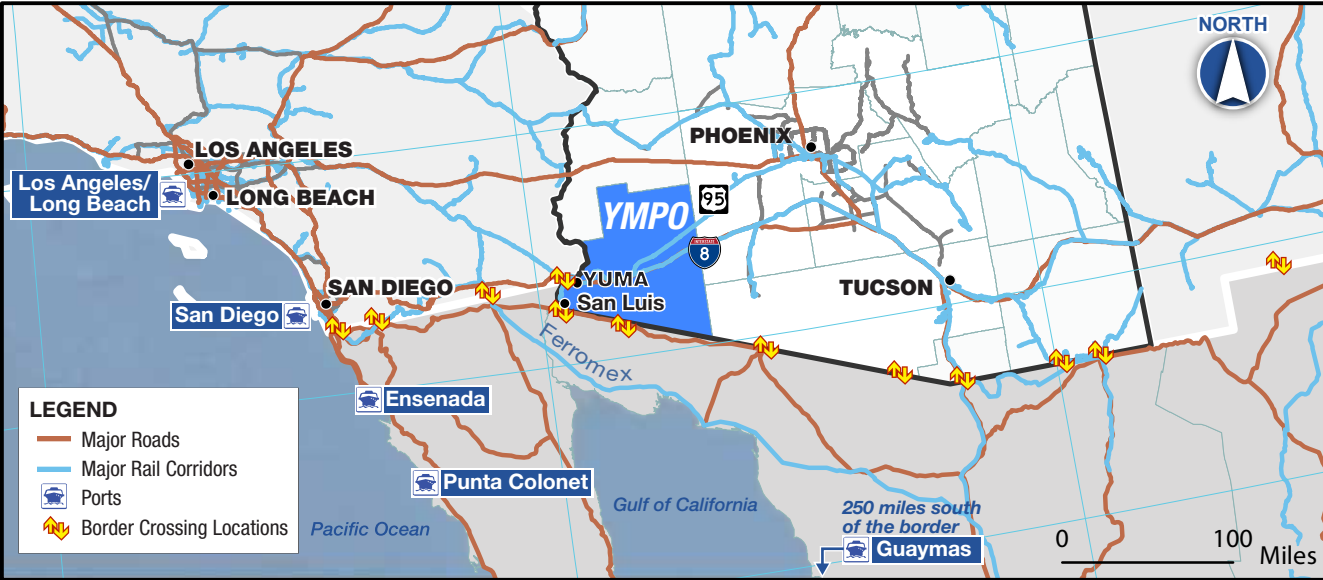 NORTH
LOS ANGELES
Los Angeles/
Long Beach
LONG BEACH
PHOENIX
YMPO
95
INTERSTATE
8
SAN DIEGO
San Diego
YUMA
San Luis
TUCSON
Ferromex
Ensenada
Punta Colonet
Gulf of California
Pacific Ocean
250 miles south
of the border
Guaymas
LEGEND
Major Roads
Major Rail Corridors
Ports
Border Crossing Locations
0 100 Miles